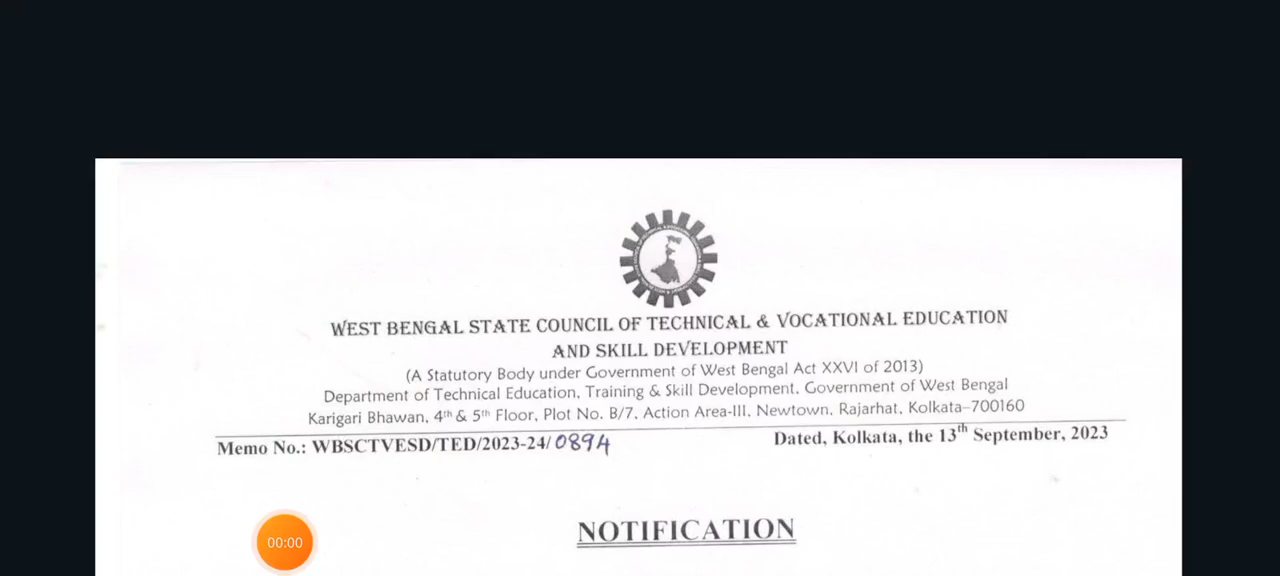 WEST BENGAL STATE COUNCIL OF TECHNICAL & VOCATIONAL EDUCATION
AND SKILL DEVELOPMENT
(A Statutory Body under Government of West Bengal Act XXVI of 2013)
Department of Technical Education, Training & Skill Development, Government of West Bengal
Karigari Bhawan, 4th & 5th Floor, Plot No. B/7, Action Area-III, Newtown, Rajarhat, Kolkata–700160
Memo No.: WBSCTVESD/TED/2023-24/0894 Dated, Kolkata, the 13th September, 2023
NOTIFICATION
00:00